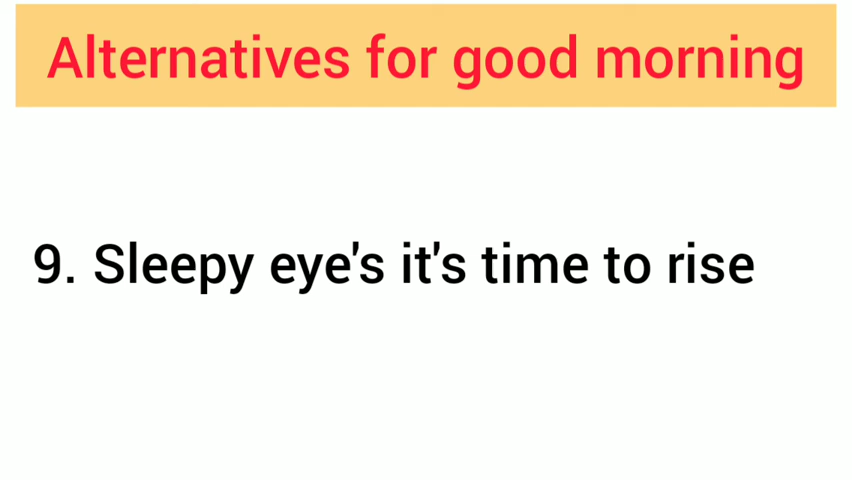 Alternatives for good morning
9. Sleepy eye's it's time to rise